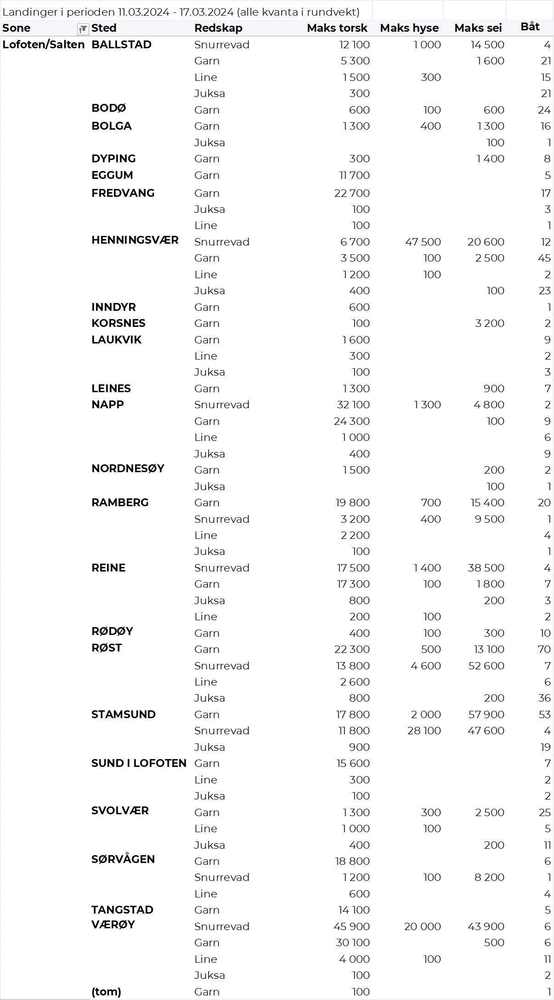 Landinger i perioden 11.03.2024 - 17.03.2024 (alle kvanta i rundvekt)
Sone Sted Redskap Maks torsk Maks hyse Maks sei Båt
Lofoten/Salten BALLSTAD Snurrevad 12 100 1 000 14 500 4
Garn 5 300 1 600 21
Line 1 500 300 15
Juksa 300 21
BODØ Garn 600 100 600 24
BOLGA Garn 1 300 400 1 300 16
Juksa 100 1
DYPING Garn 300 1 400 8
EGGUM Garn 11 700 5
FREDVANG Garn 22 700 17
Juksa 100 3
Line 100 1
HENNINGSVÆR Snurrevad 6 700 47 500 20 600 12
Garn 3 500 100 2 500 45
Line 1 200 100 2
Juksa 400 100 23
INNDYR Garn 600 1
KORSNES Garn 100 3 200 2
LAUKVIK Garn 1 600 9
Line 300 2
Juksa 100 3
LEINES Garn 1 300 900 7
NAPP Snurrevad 32 100 1 300 4 800 2
Garn 24 300 100 9
Line 1 000 6
Juksa 400 9
NORDNESØY Garn 1 500 200 2
Juksa 100 1
RAMBERG Garn 19 800 700 15 400 20
Snurrevad 3 200 400 9 500 1
Line 2 200 4
Juksa 100 1
REINE Snurrevad 17 500 1 400 38 500 4
Garn 17 300 100 1 800 7
Juksa 800 200 3
Line 200 100 2
RØDØY Garn 400 100 300 10
RØST Garn 22 300 500 13 100 70
Snurrevad 13 800 4 600 52 600 7
Line 2 600 6
Juksa 800 200 36
STAMSUND Garn 17 800 2 000 57 900 53
Snurrevad 11 800 28 100 47 600 4
Juksa 900 19
SUND I LOFOTEN Garn 15 600 7
Line 300 2
Juksa 100 2
SVOLVÆR Garn 1 300 300 2 500 25
Line 1 000 100 5
Juksa 400 200 11
SØRVÅGEN Garn 18 800 6
Snurrevad 1 200 100 8 200 1
Line 600 4
TANGSTAD Garn 14 100 5
VÆRØY Snurrevad 45 900 20 000 43 900 6
Garn 30 100 500 6
Line 4 000 100 11
Juksa 100 2
(tom) Garn 100 1